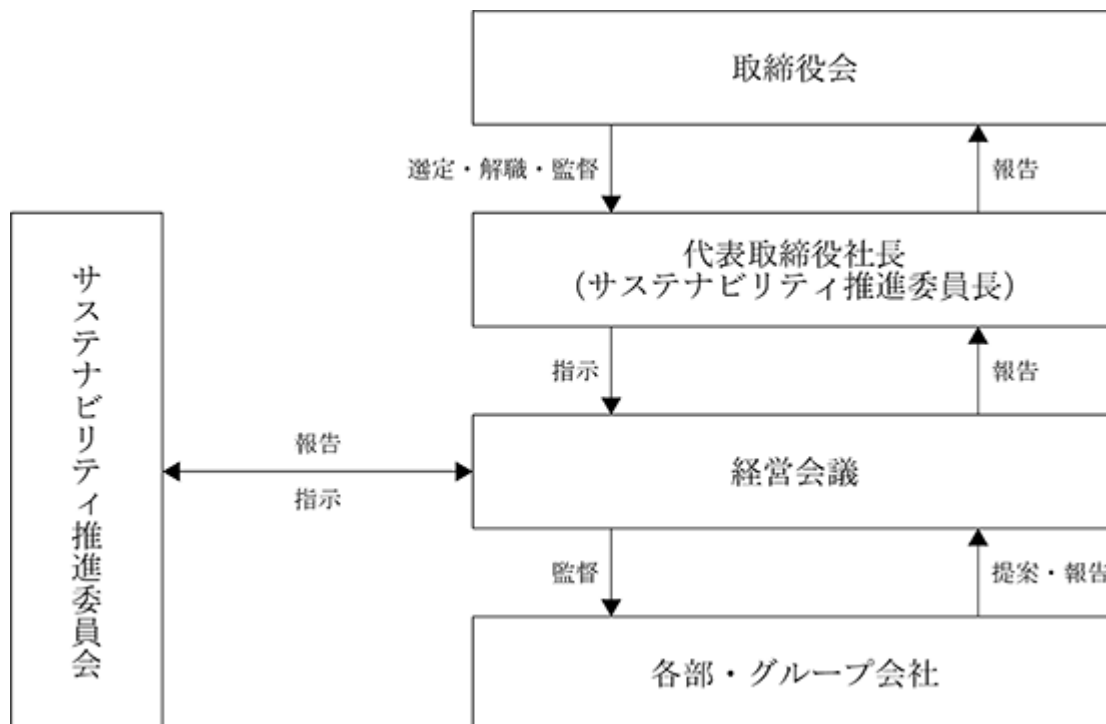 取締役会
選定・解職・監督
報告
代表取締役社長
（サステナビリティ推進委員長）
指示
報告
サステナビリティ推進委員会
報告
指示
経営会議
監督
提案・報告
各部・グループ会社